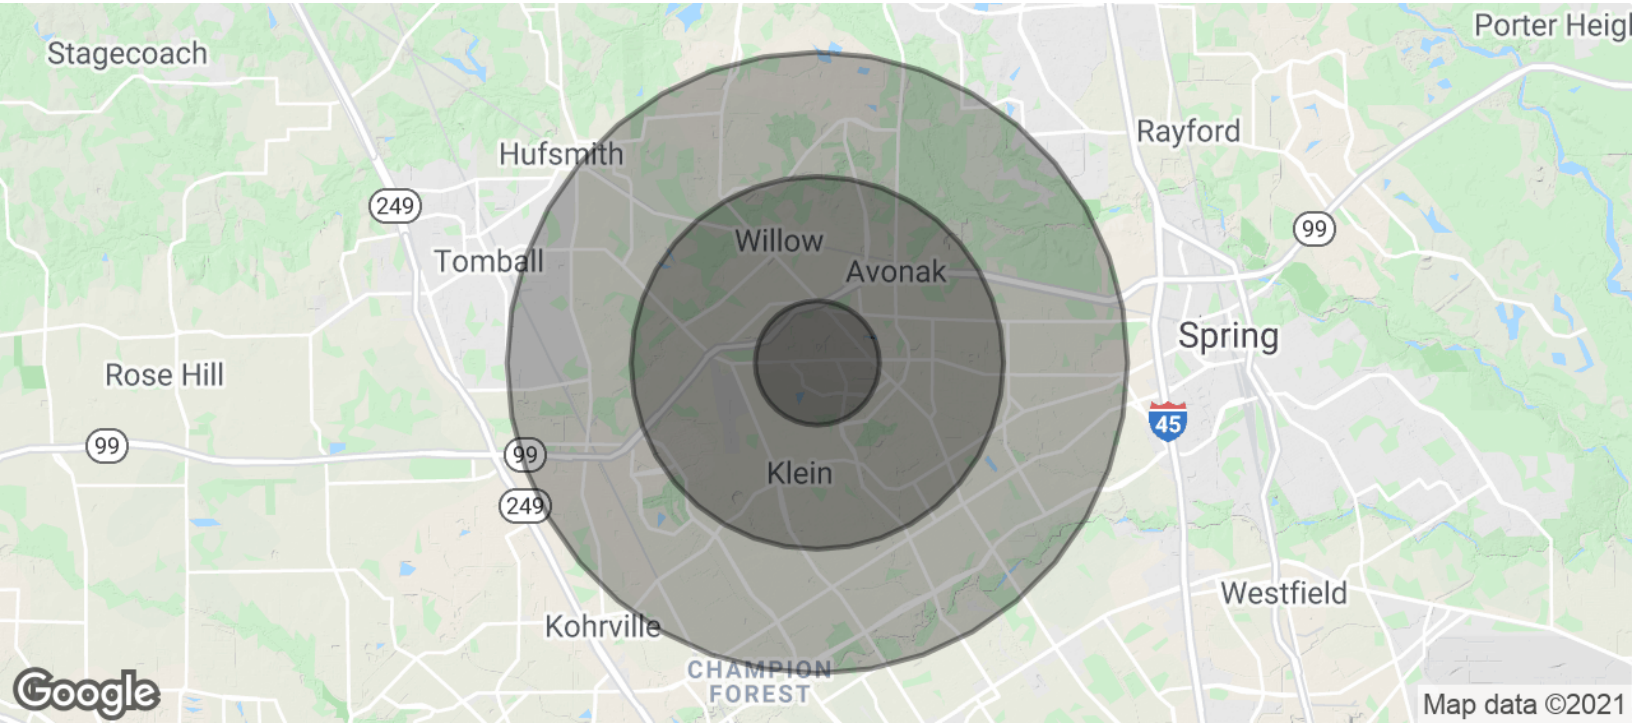 Stagecoach
Porter Heigh
Rayford
Hufsmith
249
99
Willow
Tomball
Avonak
Spring
Rose Hill
45
99
99
Klein
249
Westfield
Kohrville
CHAMPION
FOREST
Google
Map data ©2021